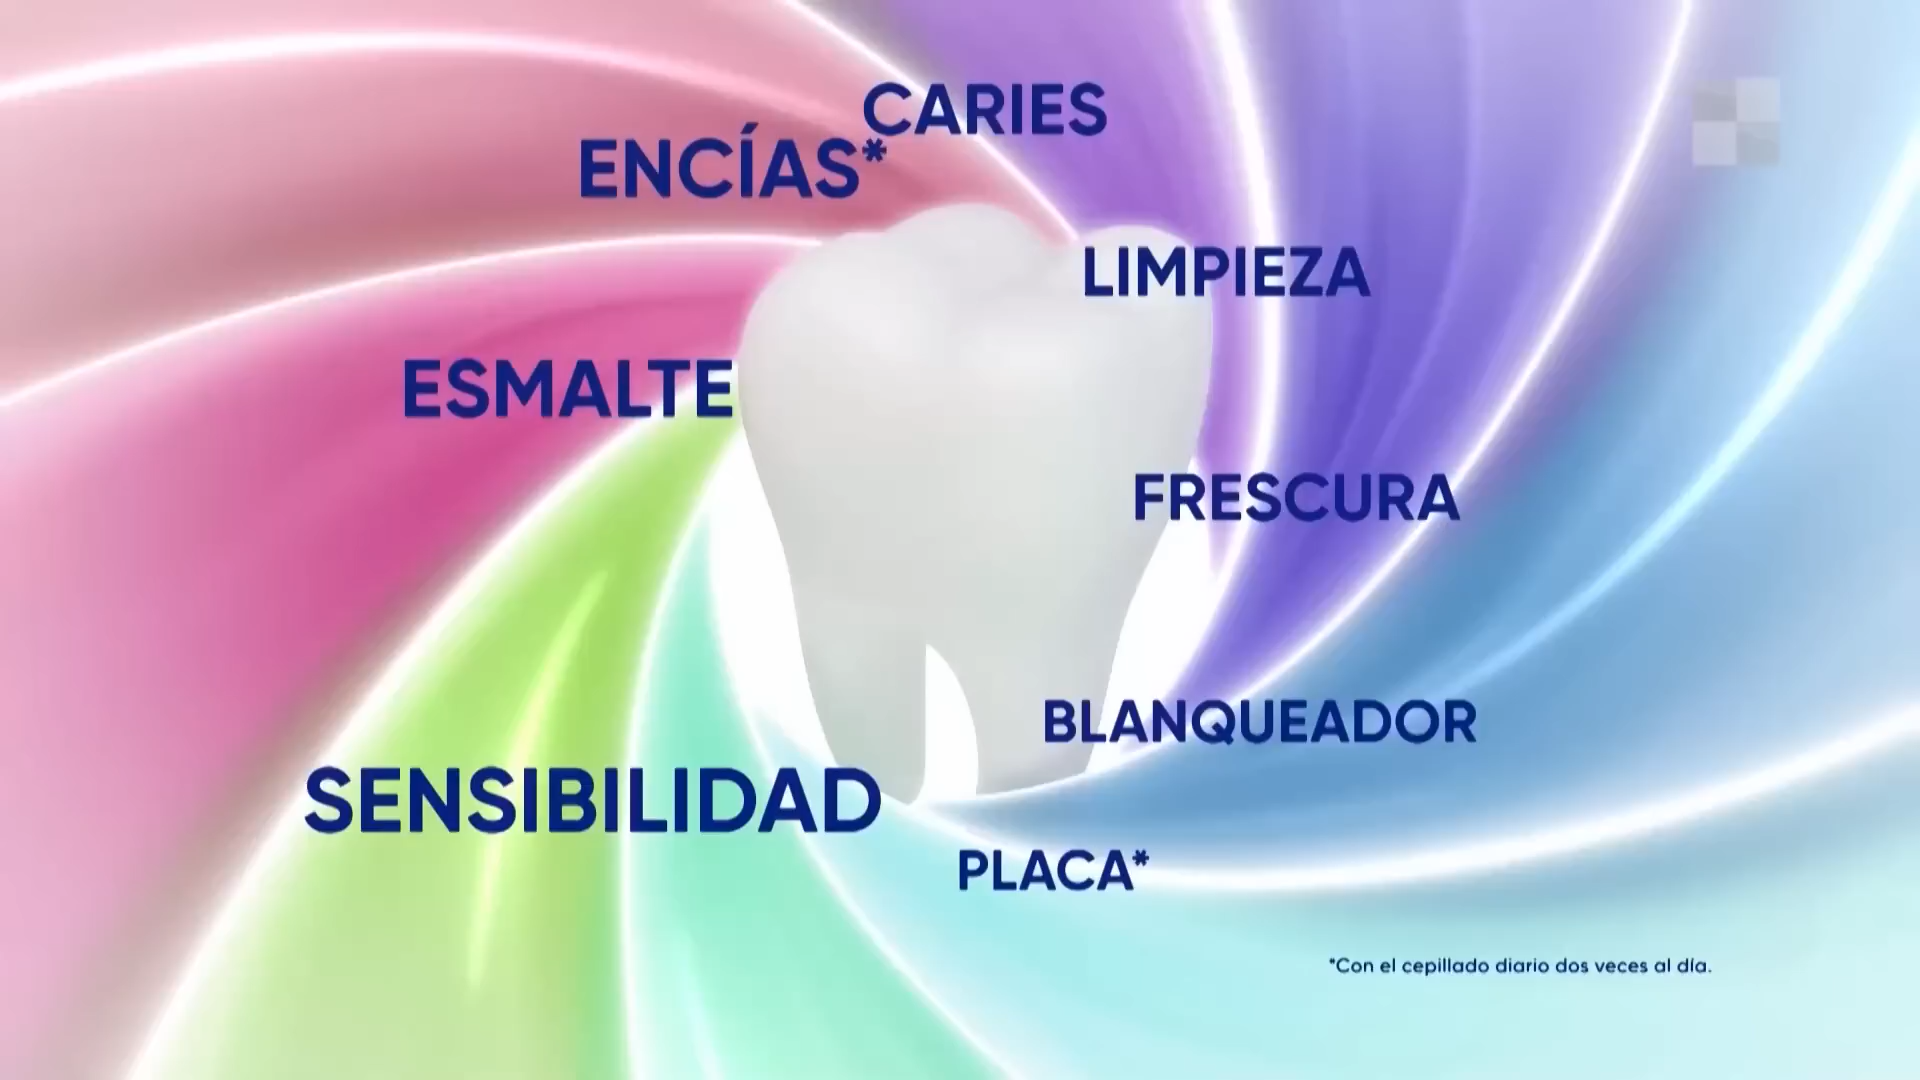 CARIES
ENCÍAS*
LIMPIEZA
ESMALTE
FRESCURA
BLANQUEADOR
SENSIBILIDAD
PLACA*
*Con el cepillado diario dos veces al día.